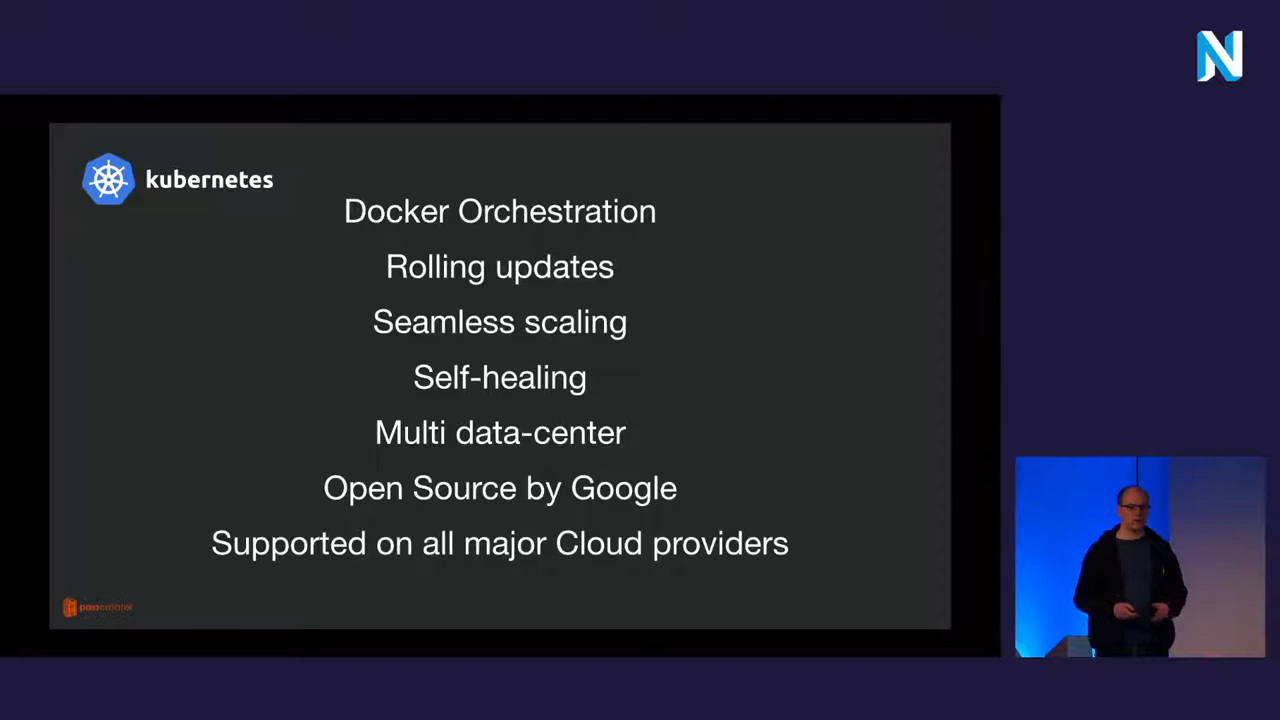 kubernetes
Docker Orchestration
Rolling updates
Seamless scaling
Self-healing
Multi data-center
Open Source by Google
Supported on all major Cloud providers